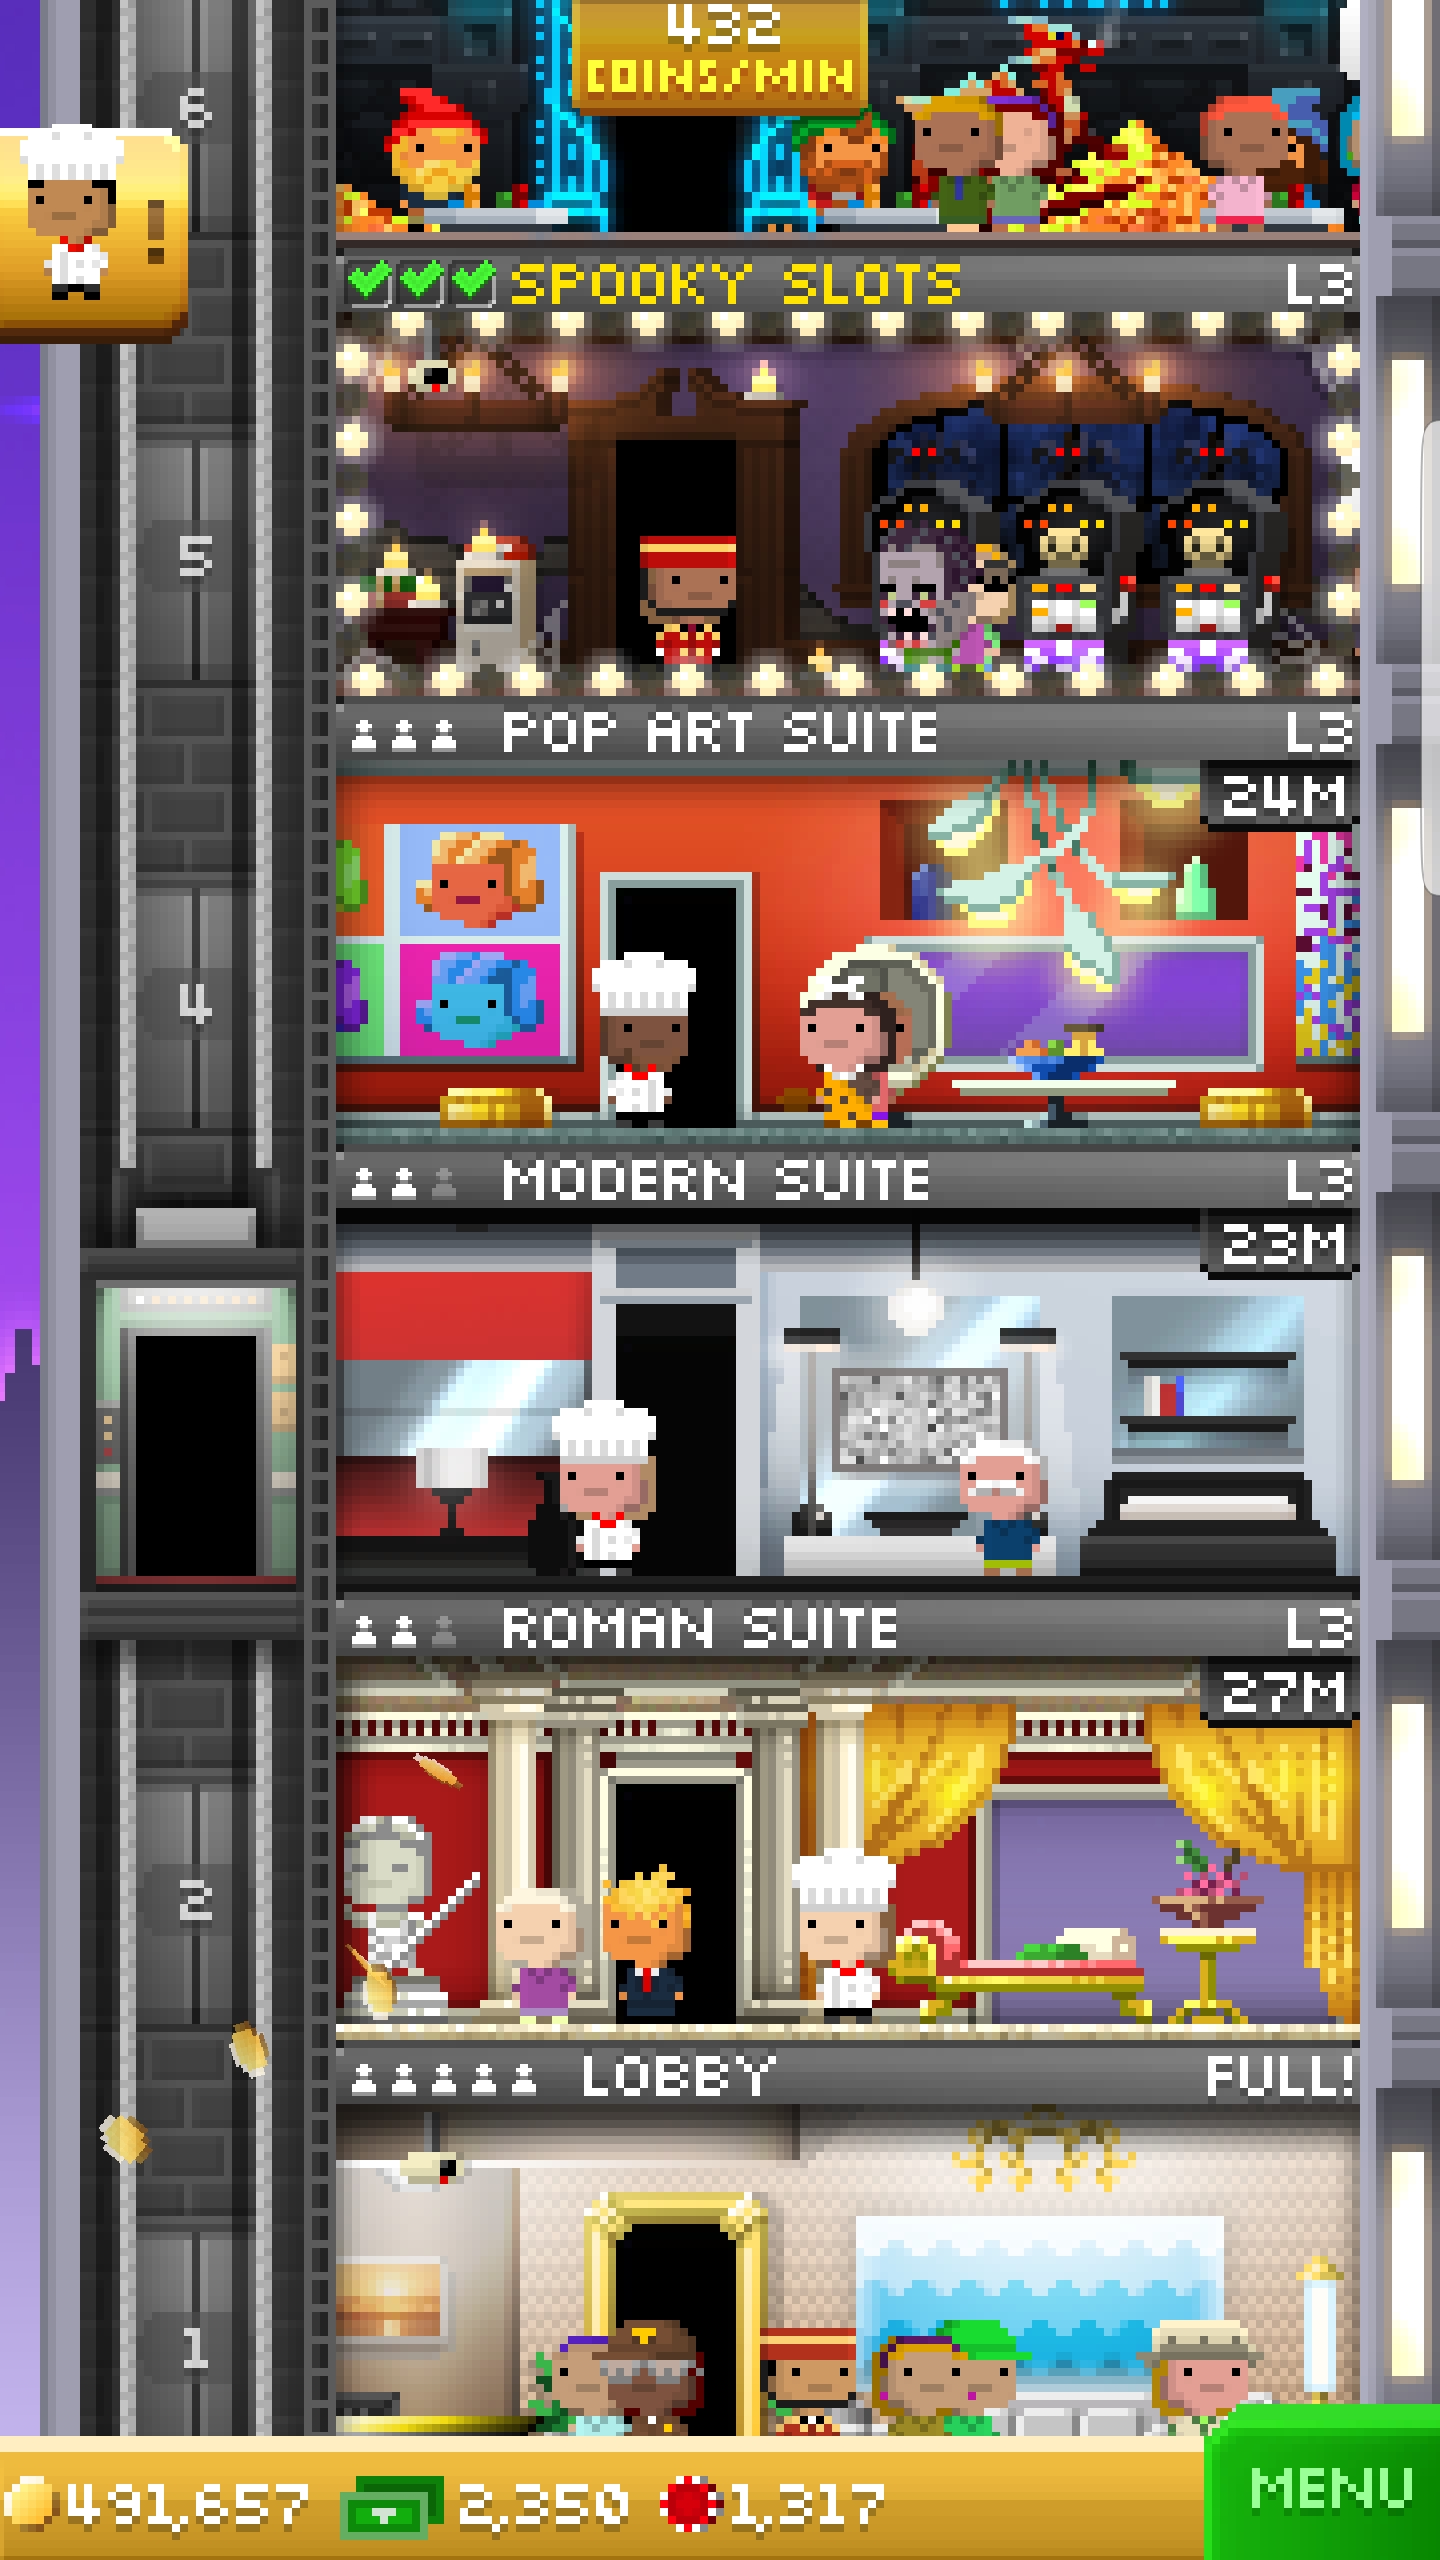 432
COINS/MIN
6
!
SPOOKY SLOTS L3
5
POP ART SUITE L3
24M
4
MODERN SUITE L3
23M
ROMAN SUITE L3
27M
2
LOBBY FULL!
1
491,657 2,350 1,317
MENU